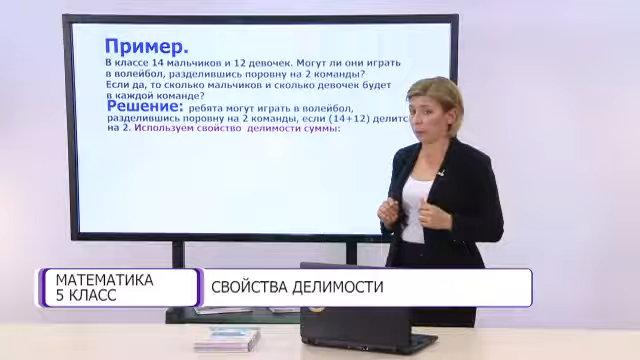 Пример.
В классе 14 мальчиков и 12 девочек. Могут ли они играть
в волейбол, разделившись поровну на 2 команды?
Если да, то сколько мальчиков и сколько девочек будет
в каждой команде?
Решение: ребята могут играть в волейбол,
разделившись поровну на 2 команды, если (14+12) делитс
на 2. Используем свойство делимости суммы:
МАТЕМАТИКА
5 КЛАСС
СВОЙСТВА ДЕЛИМОСТИ